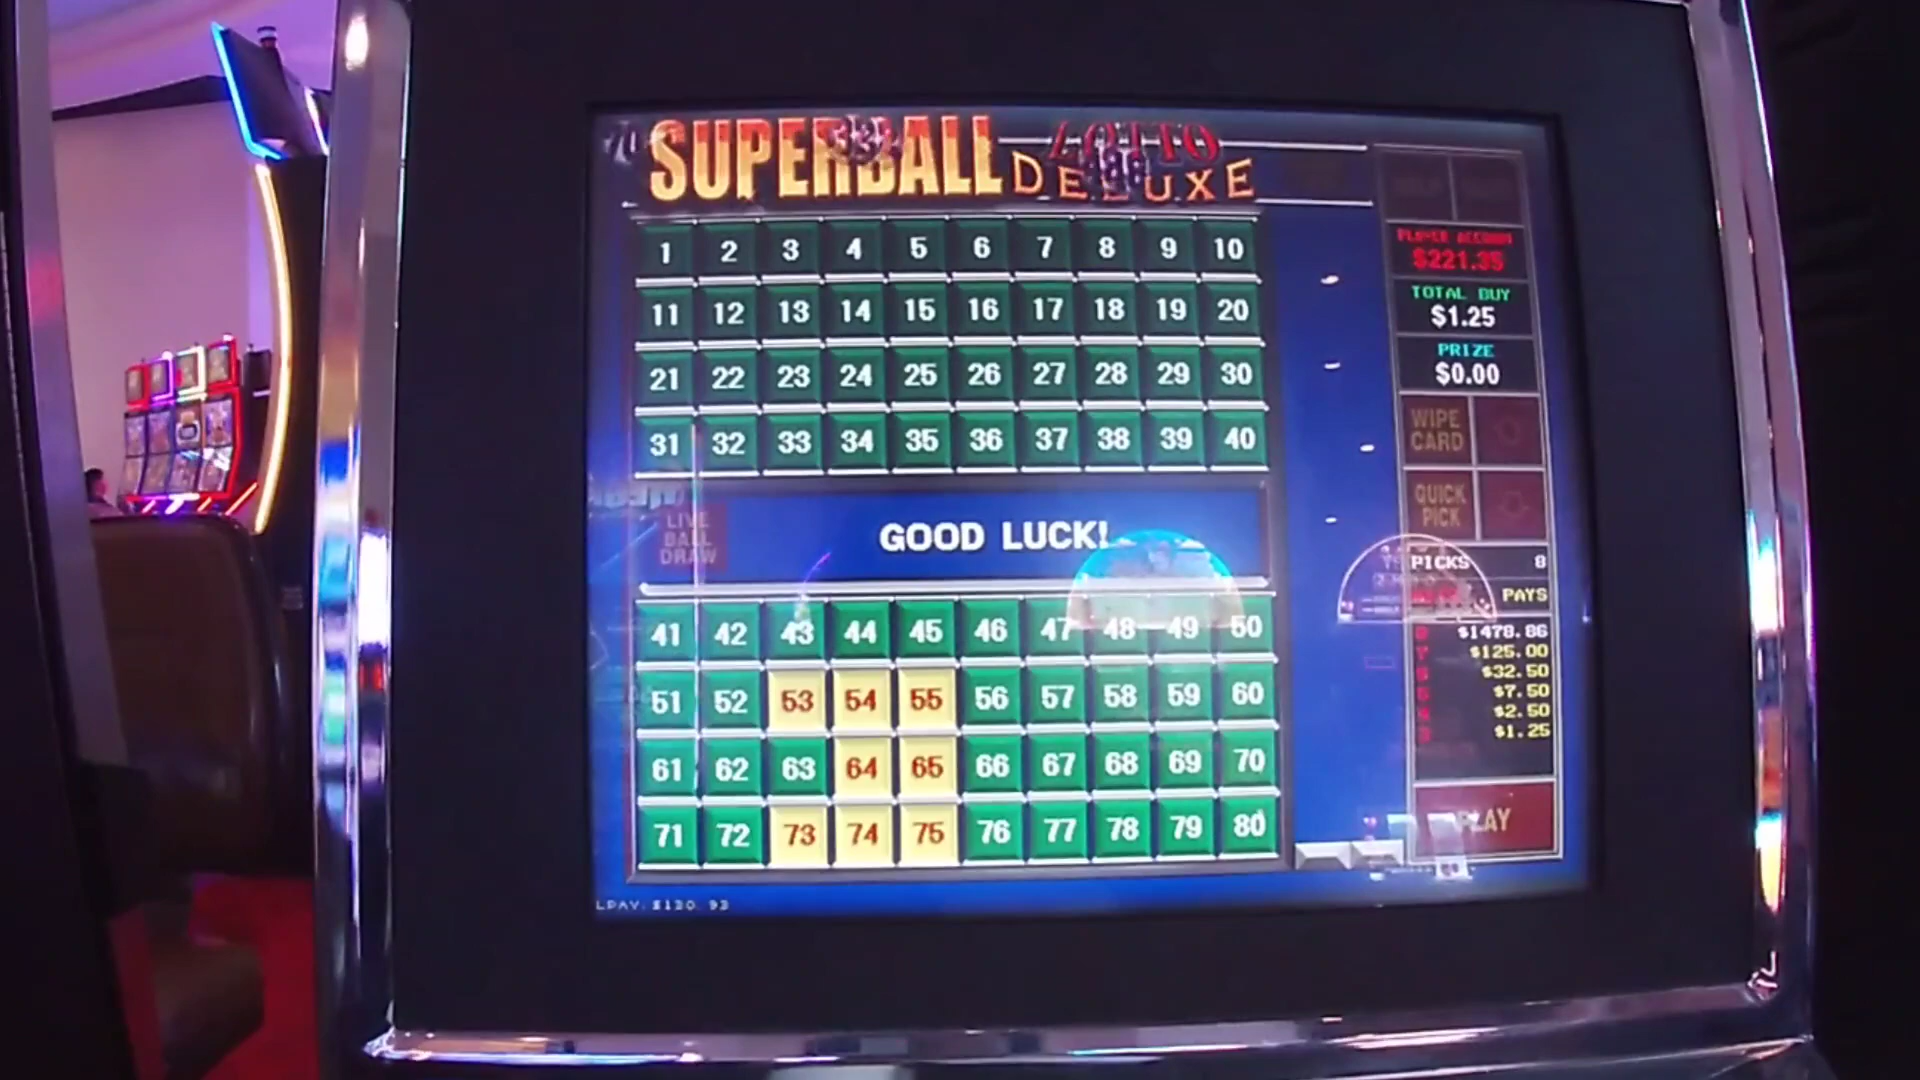 SUPERBALL LOTTO
DELUXE
1 2 3 4 5 6 7 8 9 10
11 12 13 14 15 16 17 18 19 20
21 22 23 24 25 26 27 28 29 30
31 32 33 34 35 36 37 38 39 40
LIVE
BALL
DRAW
GOOD LUCK!
41 42 43 44 45 46 47 48 49 50
51 52 53 54 55 56 57 58 59 60
61 62 63 64 65 66 67 68 69 70
71 72 73 74 75 76 77 78 79 80
PLAYER ACCOUNT
$221.35
TOTAL BUY
$1.25
PRIZE
$0.00
WIPE
CARD
QUICK
PICK
PICKS 8
PAYS
$1478.86
$125.00
$32.50
$7.50
$2.50
$1.25
PLAY